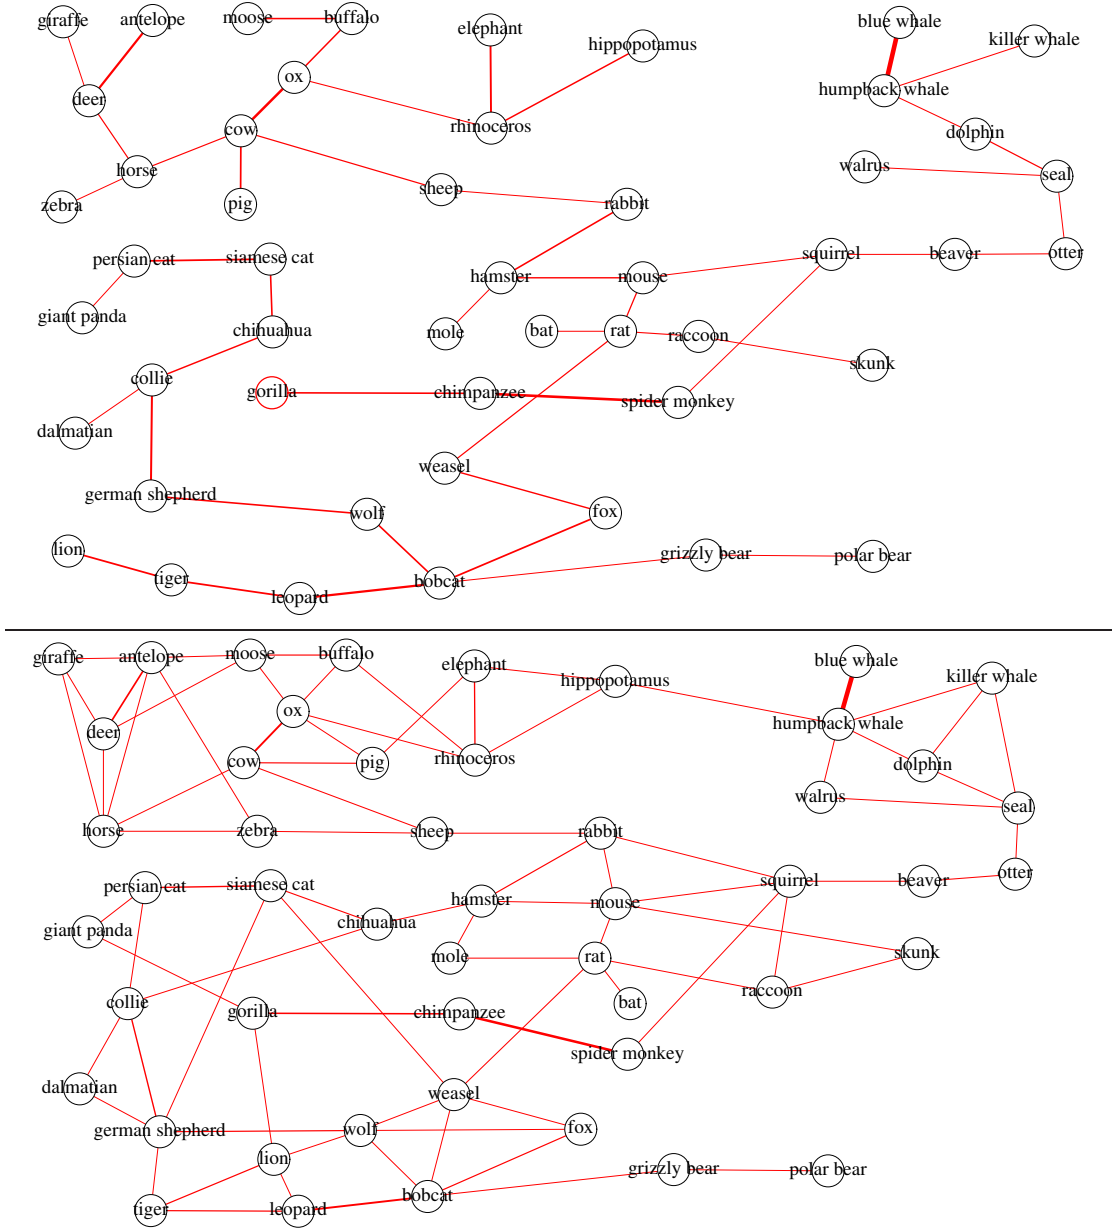 giraffe antelope moose buffalo
elephant
hippopotamus
blue whale
killer whale
ox
deer
humpback whale
cow
rhinoceros
dolphin
horse
walrus
seal
sheep
zebra
pig
rabbit
persian cat
siamese cat
squirrel
beaver
otter
hamster
mouse
giant panda
chihuahua
mole
bat
rat
raccoon
skunk
collie
gorilla
chimpanzee
spider monkey
dalmatian
weasel
german shepherd
wolf
fox
lion
grizzly bear
polar bear
tiger
bobcat
leopard
giraffe antelope moose buffalo
elephant
hippopotamus
blue whale
killer whale
ox
deer
humpback whale
cow
pig
rhinoceros
dolphin
walrus
seal
horse
zebra
sheep
rabbit
persian cat
siamese cat
squirrel
beaver
otter
hamster
mouse
giant panda
chihuahua
mole
rat
skunk
raccoon
collie
gorilla
chimpanzee
bat
spider monkey
dalmatian
weasel
german shepherd
wolf
fox
lion
grizzly bear
polar bear
bobcat
tiger
leopard